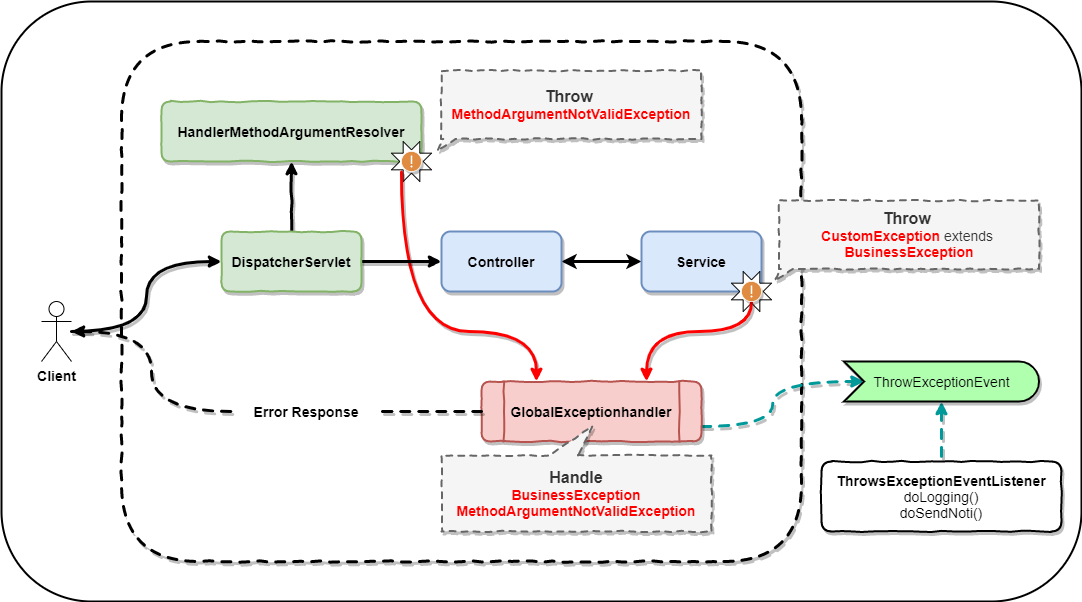 Throw
MethodArgumentNotValidException
HandlerMethodArgumentResolver
!
Throw
CustomException extends
BusinessException
DispatcherServlet
Controller
Service
!
Client
ThrowExceptionEvent
Error Response
GlobalExceptionhandler
Handle
BusinessException
MethodArgumentNotValidException
ThrowsExceptionEventListener
doLogging()
doSendNoti()